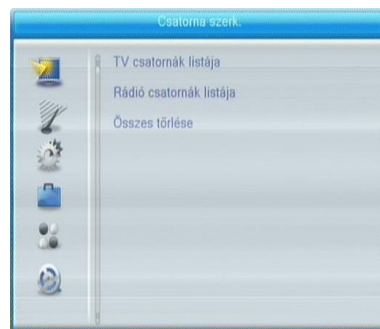 Csatorna szerk.
TV csatornák listája
Rádió csatornák listája
Összes törlése